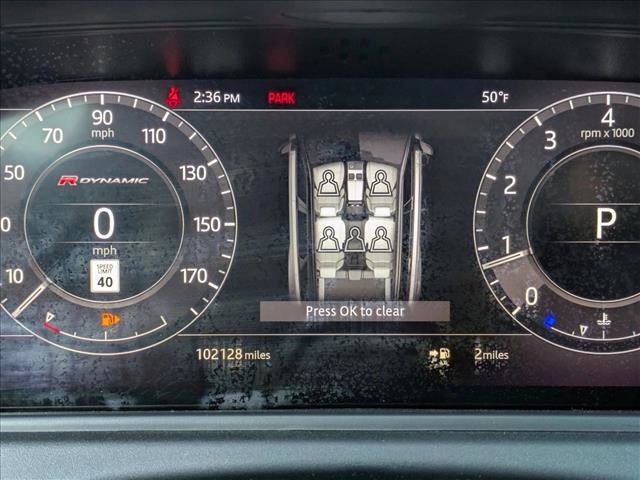 2:36 PM PARK 50°F
90
mph
70 110
50 130
R DYNAMIC
0
mph
0 150
10 170
SPEED
LIMIT
40
4
rpm x 1000
3
2
1
0
P
Press OK to clear
102128 miles 2 miles